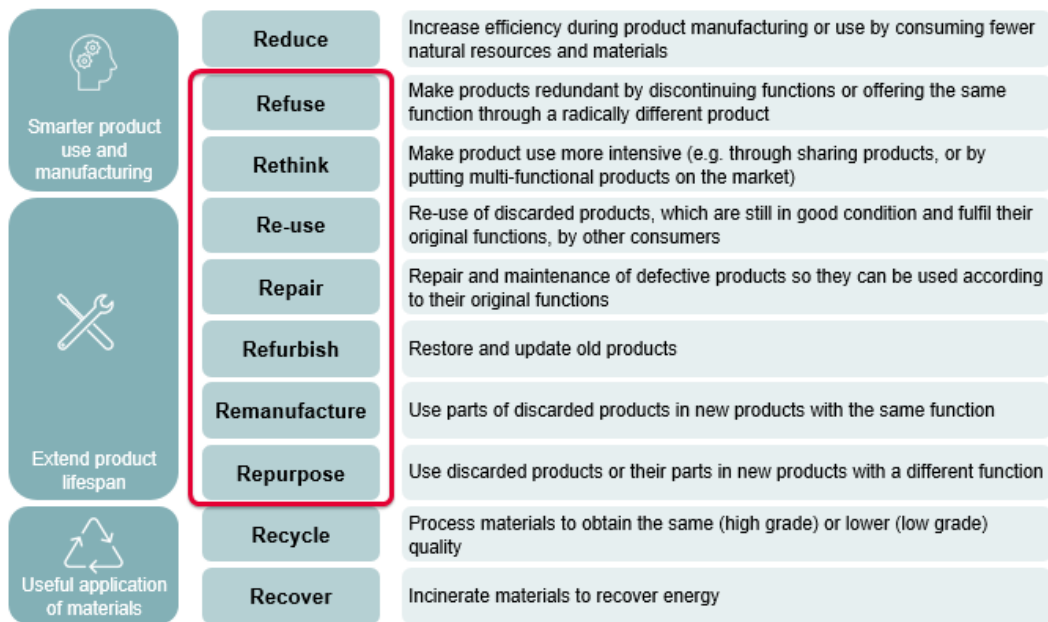 Smarter product
use and
manufacturing
Reduce
Increase efficiency during product manufacturing or use by consuming fewer
natural resources and materials
Refuse
Make products redundant by discontinuing functions or offering the same
function through a radically different product
Rethink
Make product use more intensive (e.g. through sharing products, or by
putting multi-functional products on the market)
Extend product
lifespan
Re-use
Re-use of discarded products, which are still in good condition and fulfil their
original functions, by other consumers
Repair
Repair and maintenance of defective products so they can be used according
to their original functions
Refurbish
Restore and update old products
Remanufacture
Use parts of discarded products in new products with the same function
Repurpose
Use discarded products or their parts in new products with a different function
Useful application
of materials
Recycle
Process materials to obtain the same (high grade) or lower (low grade)
quality
Recover
Incinerate materials to recover energy